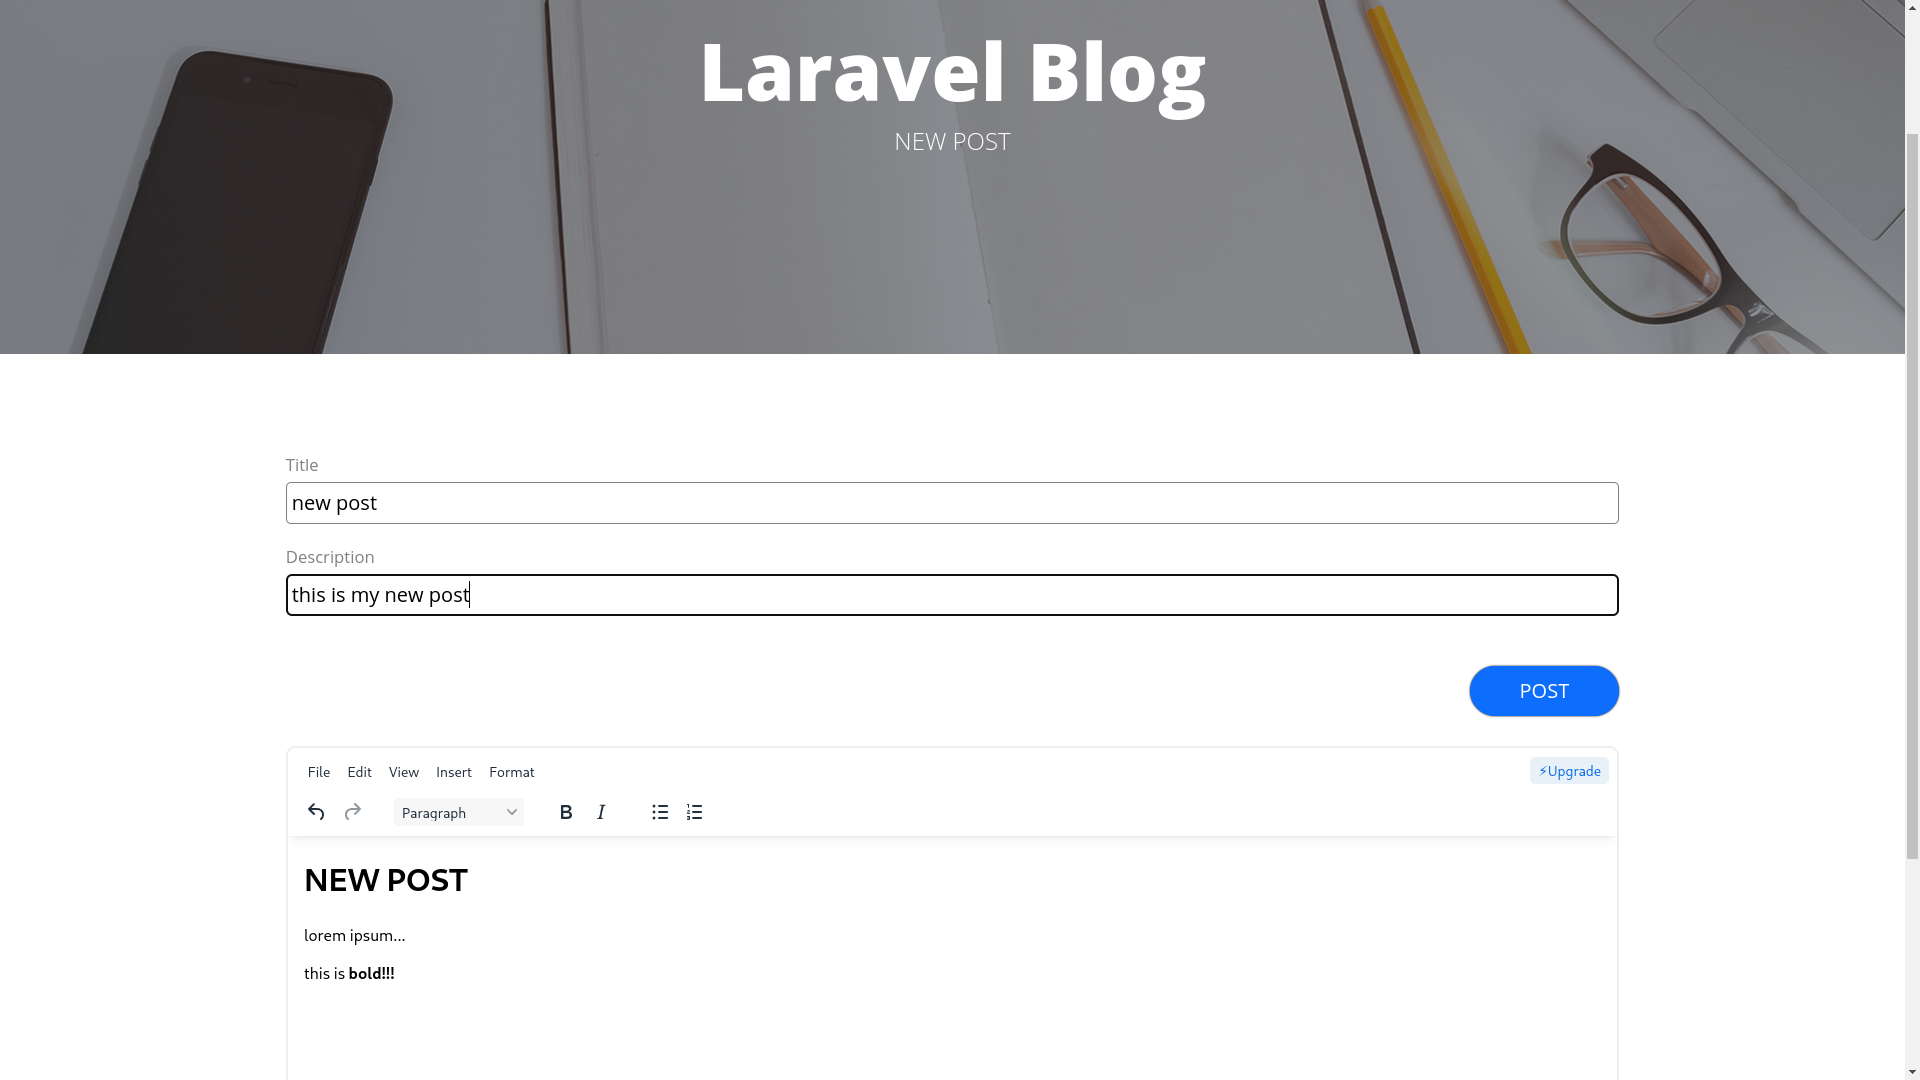 Laravel Blog
NEW POST
Title
new post
Description
this is my new post
POST
File Edit View Insert Format ⚡Upgrade
Paragraph B I
NEW POST
lorem ipsum...
this is bold!!!